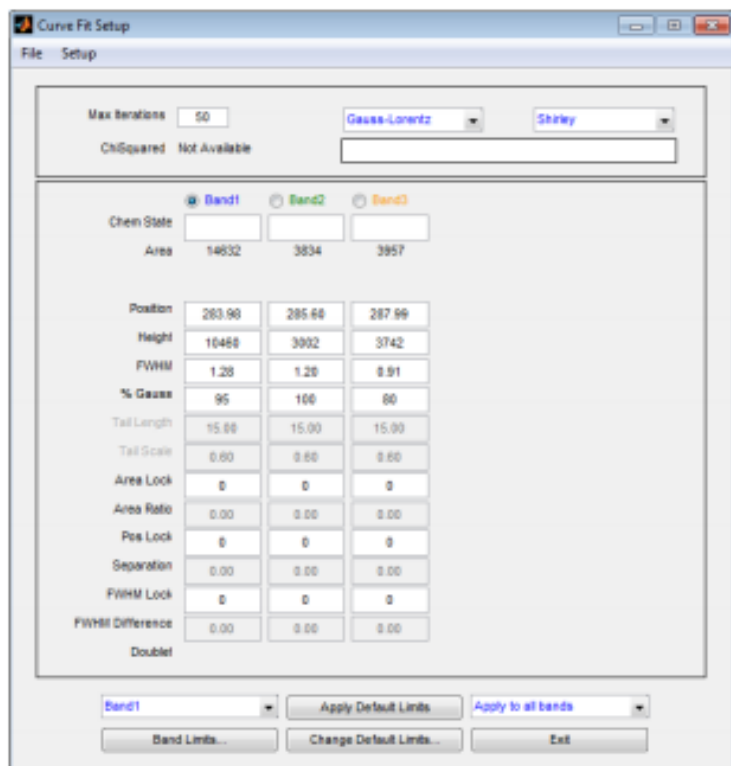 Curve Fit Setup
File Setup
Max Iterations 50 Gauss-Lorentz Shirley
ChiSquared Not Available
Band1 Band2 Band3
Chem State
Area 14632 3834 3957
Position 283.98 285.60 287.99
Height 10460 3002 3742
FWHM 1.28 1.20 0.91
% Gauss 95 100 80
Tail Length 15.00 15.00 15.00
Tail Scale 0.60 0.60 0.60
Area Lock 0 0 0
Area Ratio 0.00 0.00 0.00
Pos Lock 0 0 0
Separation 0.00 0.00 0.00
FWHM Lock 0 0 0
FWHM Difference 0.00 0.00 0.00
Doublet
Band1 Apply Default Limits Apply to all bands
Band Limits... Change Default Limits... Exit